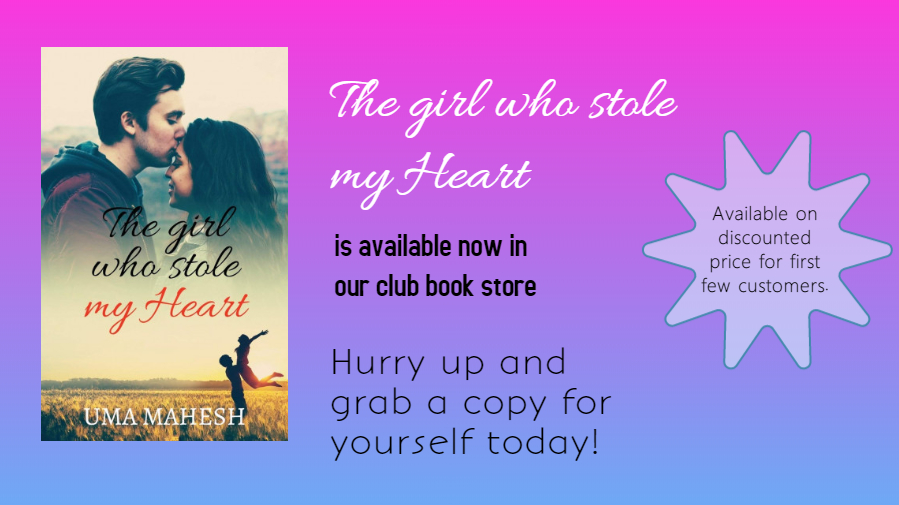 The girl
who stole
my Heart
UMA MAHESH
The girl who stole
my Heart
is available now in
our club book store
Hurry up and
grab a copy for
yourself today!
Available on
discounted
price for first
few customers.